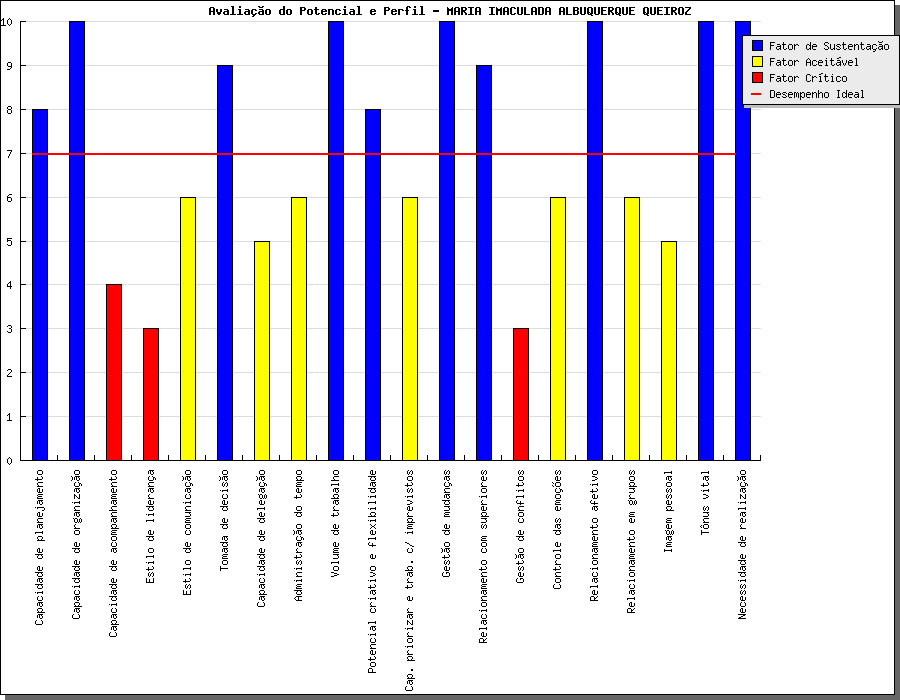 Avaliação do Potencial e Perfil - MARIA IMACULADA ALBUQUERQUE QUEIROZ
Fator de Sustentação
Fator Aceitável
Fator Crítico
Desempenho Ideal
10
9
8
7
6
5
4
3
2
1
0
Capacidade de planejamento
Capacidade de organização
Capacidade de acompanhamento
Estilo de liderança
Estilo de comunicação
Tomada de decisão
Capacidade de delegação
Administração do tempo
Volume de trabalho
Potencial criativo e flexibilidade
Cap. priorizar e trab. c/ imprevistos
Gestão de mudanças
Relacionamento com superiores
Gestão de conflitos
Controle das emoções
Relacionamento afetivo
Relacionamento em grupos
Imagem pessoal
Tônus vital
Necessidade de realização